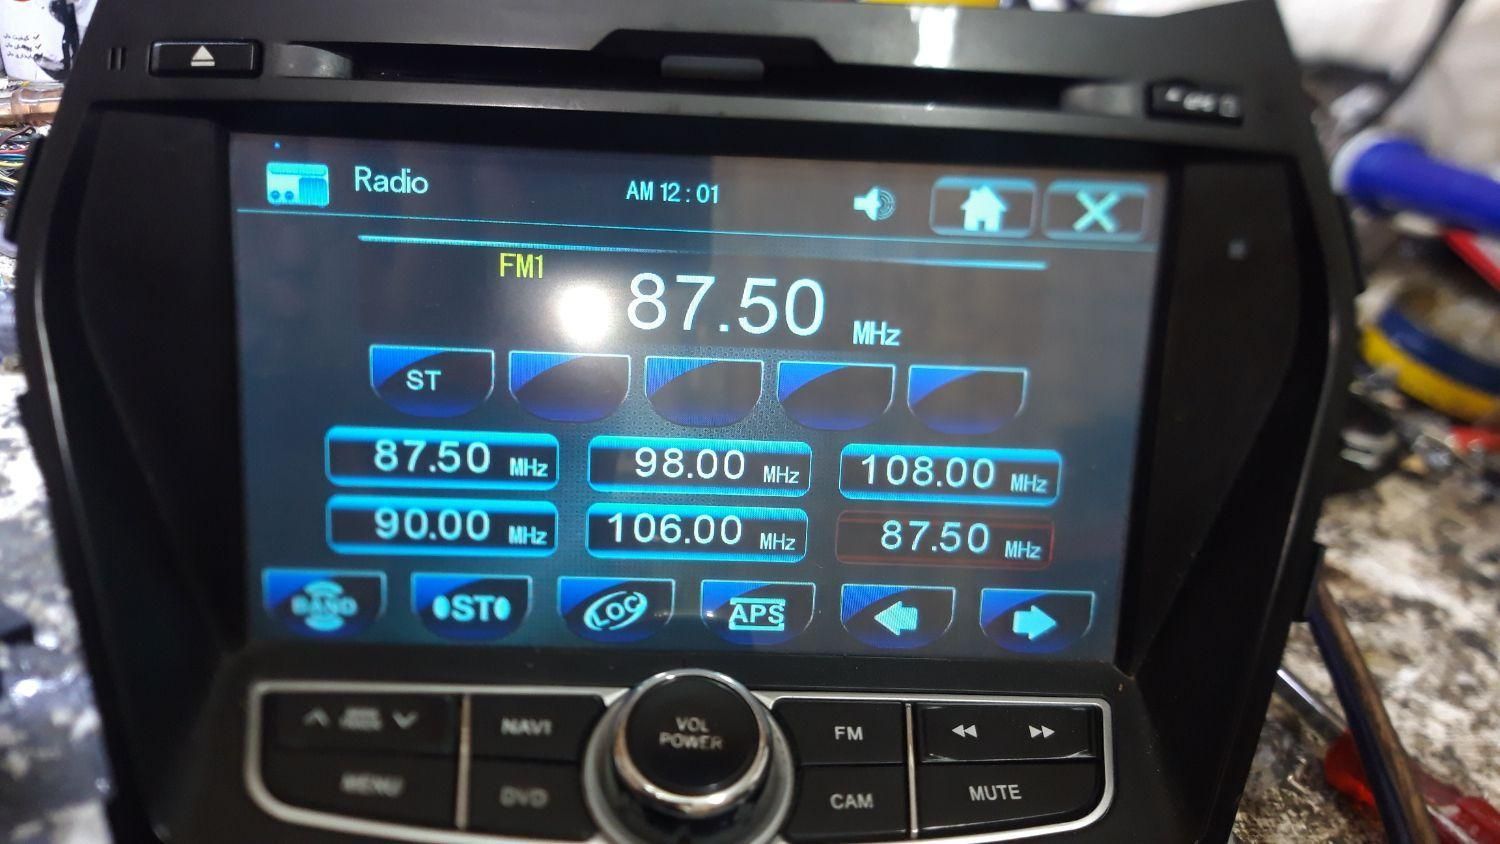 Radio
AM 12 : 01
FM1
87.50 MHz
ST
87.50 MHz
98.00 MHz
108.00 MHz
90.00 MHz
106.00 MHz
87.50 MHz
BAND
ST
LOC
APS
NAVI
VOL
POWER
FM
MENU
DVD
CAM
MUTE